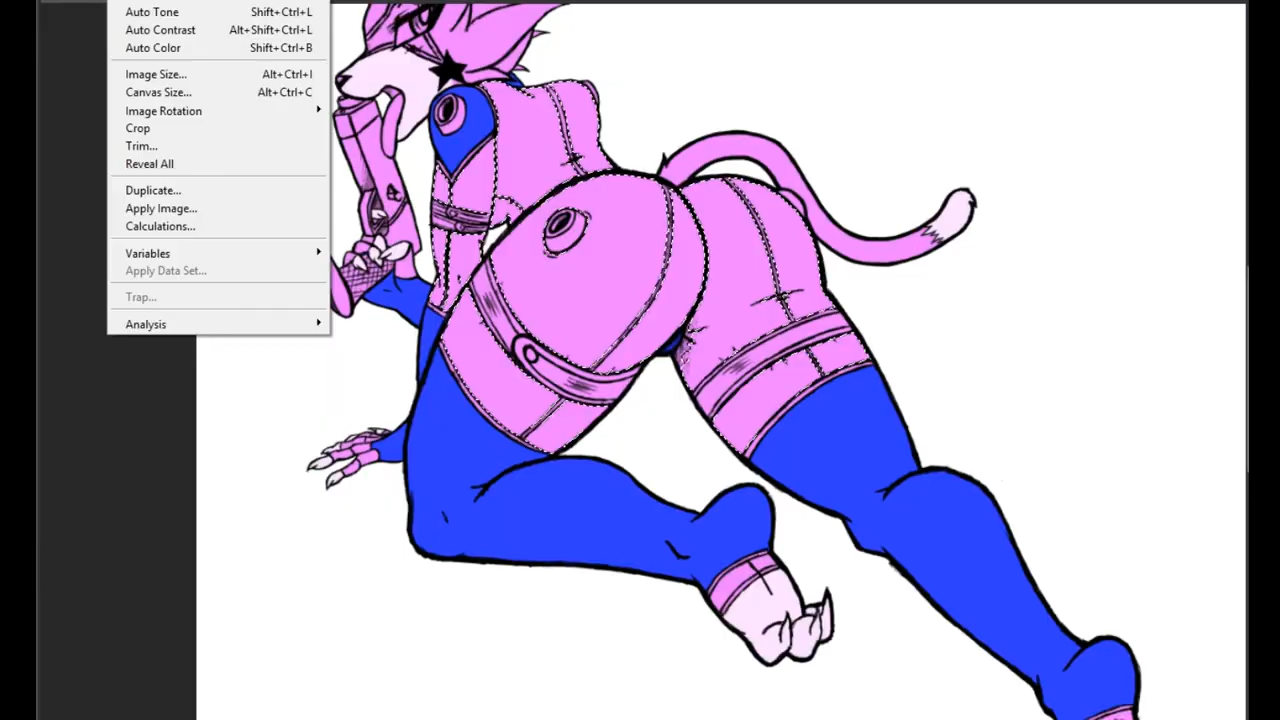 Auto Tone Shift+Ctrl+L
Auto Contrast Alt+Shift+Ctrl+L
Auto Color Shift+Ctrl+B
Image Size... Alt+Ctrl+I
Canvas Size... Alt+Ctrl+C
Image Rotation
Crop
Trim...
Reveal All
Duplicate...
Apply Image...
Calculations...
Variables
Apply Data Set...
Trap...
Analysis